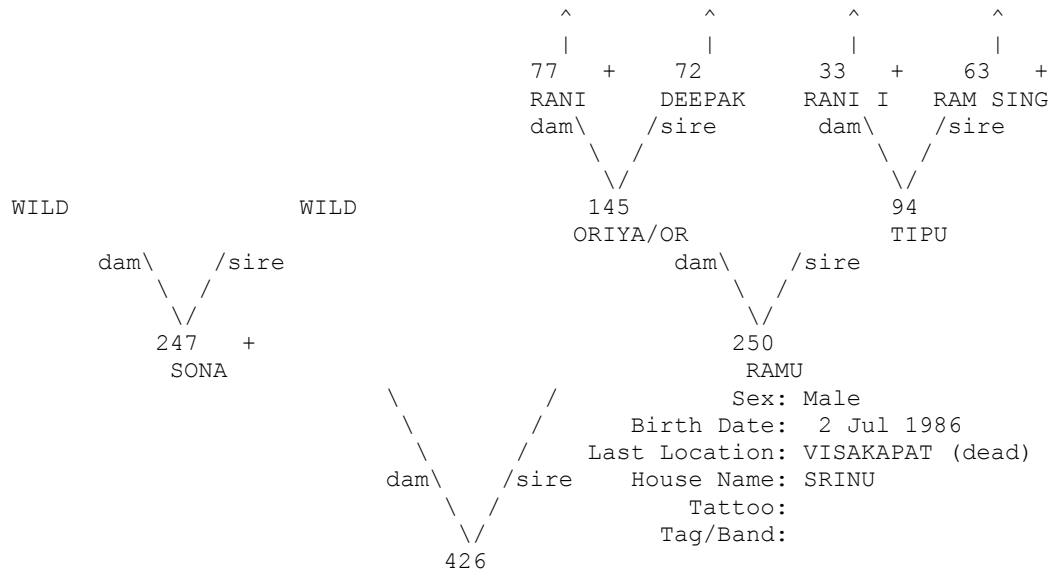 ^ ^ ^ ^
| | | |
77 + 72 33 + 63 +
RANI DEEPAK RANI I RAM SING
dam\ /sire dam\ /sire
\ / \ /
\/ \/
WILD WILD 145 94
ORIYA/OR TIPU
dam\ /sire dam\ /sire
\ / \ /
\/ \/
247 + 250
SONA RAMU
\ / Sex: Male
\ / Birth Date: 2 Jul 1986
\ / Last Location: VISAKAPAT (dead)
dam\ /sire House Name: SRINU
\ / Tattoo:
\/ Tag/Band:
426